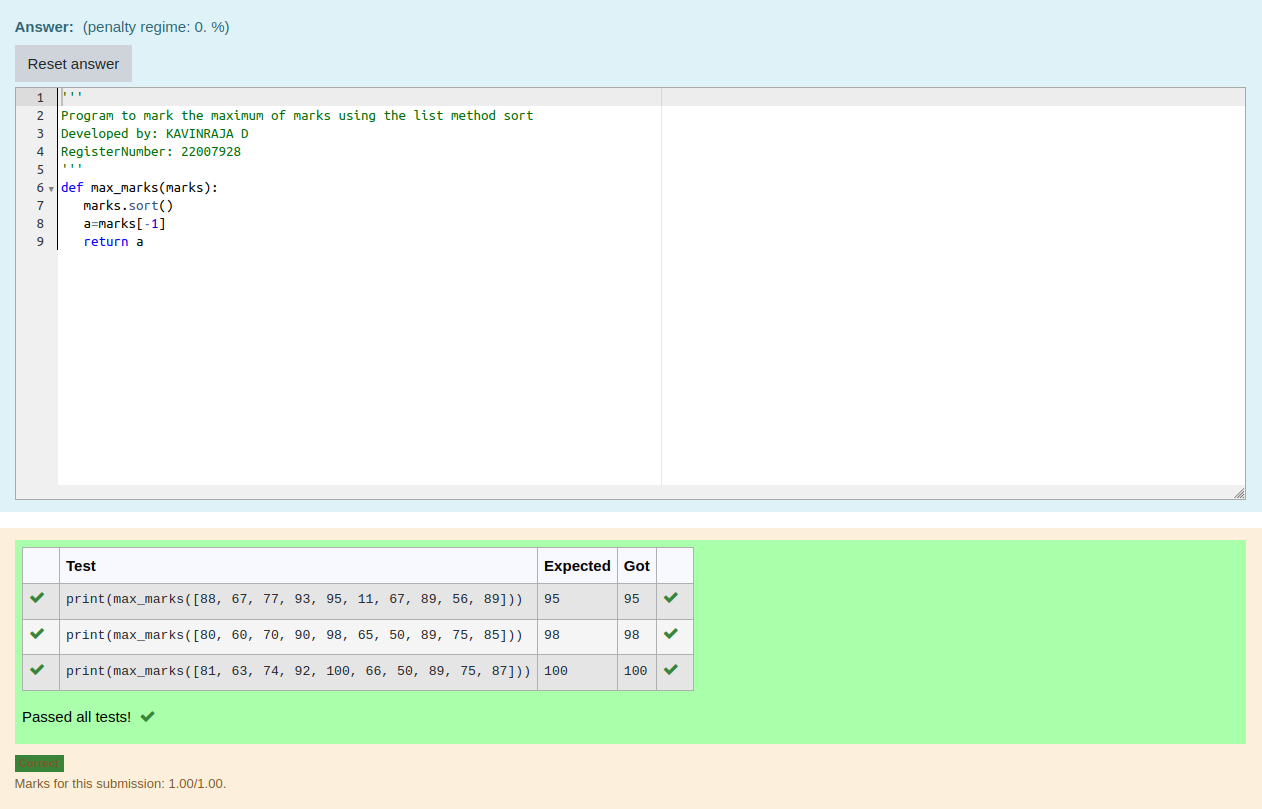 Answer: (penalty regime: 0. %)
Reset answer
1 '''
2 Program to mark the maximum of marks using the list method sort
3 Developed by: KAVINRAJA D
4 RegisterNumber: 22007928
5 '''
6 def max_marks(marks):
7    marks.sort()
8    a=marks[-1]
9    return a
Test Expected Got
print(max_marks([88, 67, 77, 93, 95, 11, 67, 89, 56, 89])) 95 95
print(max_marks([80, 60, 70, 90, 98, 65, 50, 89, 75, 85])) 98 98
print(max_marks([81, 63, 74, 92, 100, 66, 50, 89, 75, 87])) 100 100
Passed all tests!
Correct
Marks for this submission: 1.00/1.00.